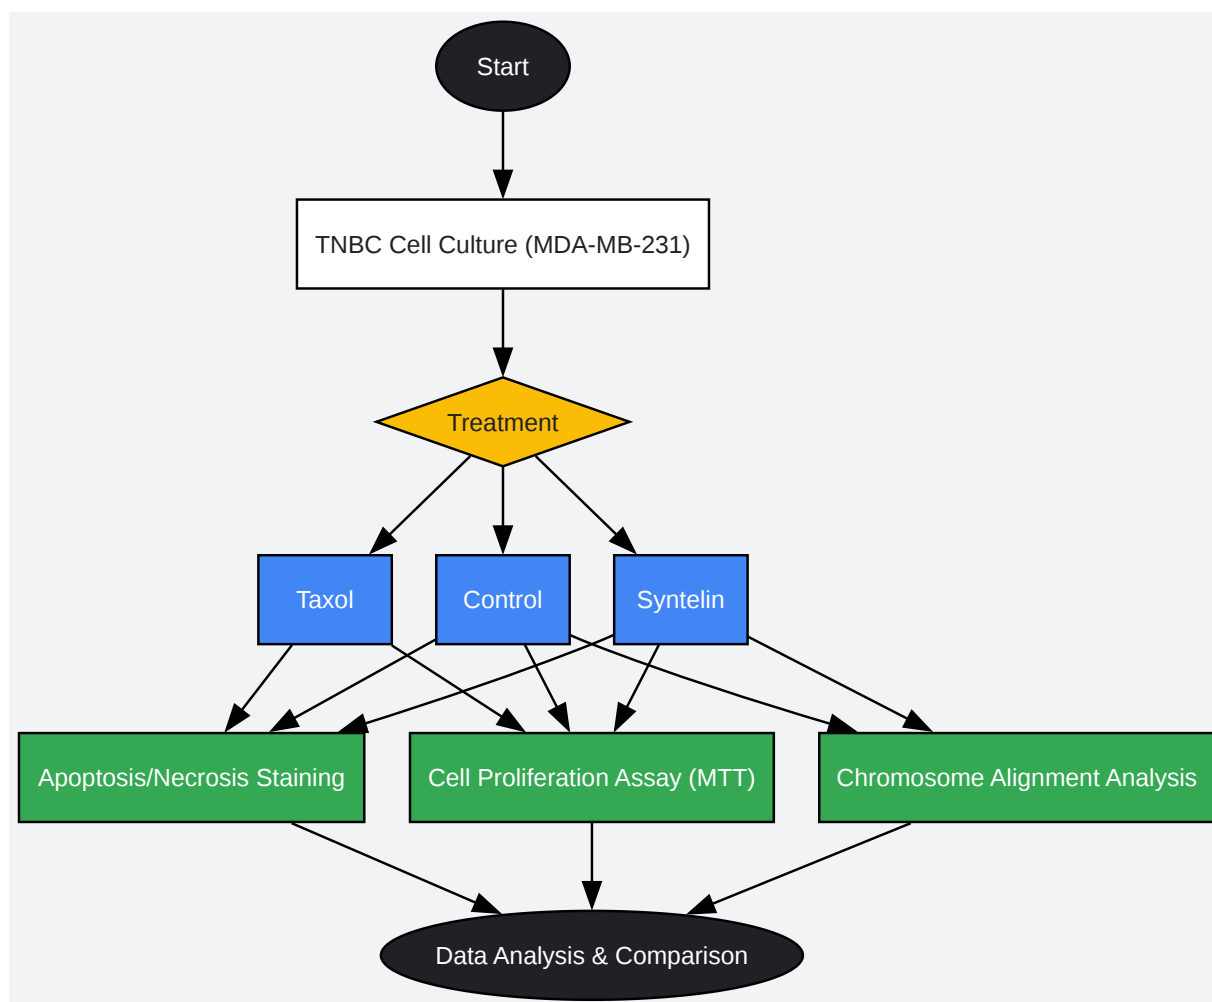 Start
TNBC Cell Culture (MDA-MB-231)
Treatment
Taxol
Control
Syntelin
Apoptosis/Necrosis Staining
Cell Proliferation Assay (MTT)
Chromosome Alignment Analysis
Data Analysis & Comparison